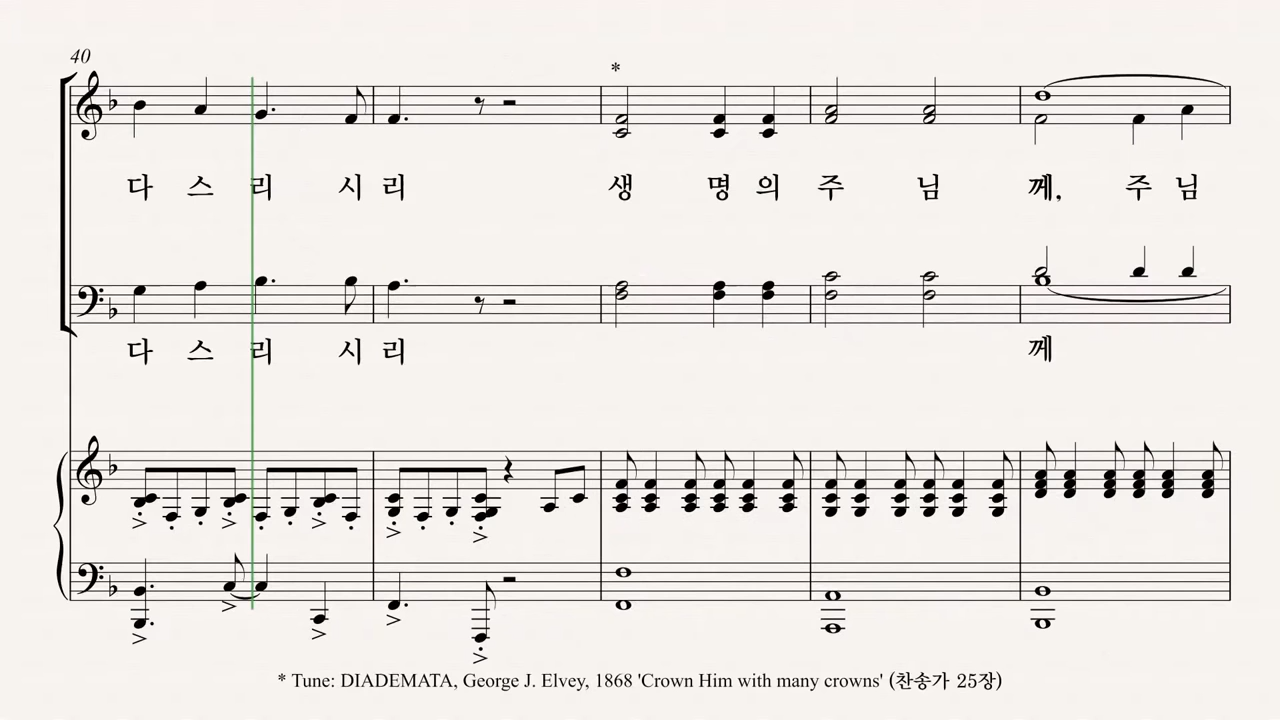 40
*
다 스 리 시 리 생 명 의 주 님 께, 주 님
다 스 리 시 리 께
* Tune: DIADEMATA, George J. Elvey, 1868 'Crown Him with many crowns' (찬송가 25장)